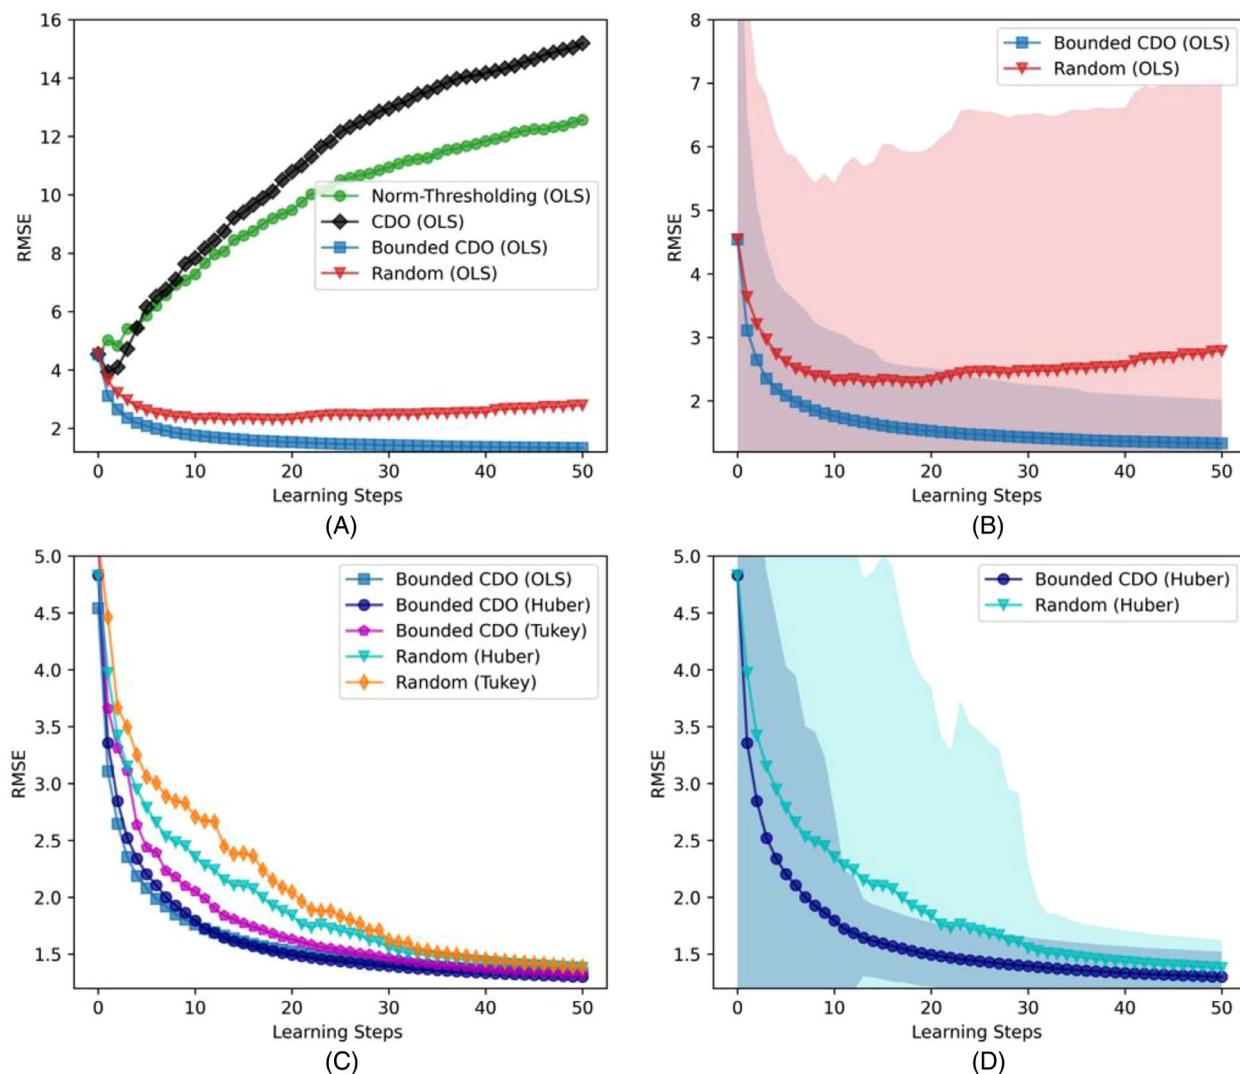 16
14
12
10
8
6
4
2
RMSE
Norm-Thresholding (OLS)
CDO (OLS)
Bounded CDO (OLS)
Random (OLS)
0 10 20 30 40 50
Learning Steps
(A)
8
7
6
5
4
3
2
RMSE
Bounded CDO (OLS)
Random (OLS)
0 10 20 30 40 50
Learning Steps
(B)
5.0
4.5
4.0
3.5
3.0
2.5
2.0
1.5
RMSE
Bounded CDO (OLS)
Bounded CDO (Huber)
Bounded CDO (Tukey)
Random (Huber)
Random (Tukey)
0 10 20 30 40 50
Learning Steps
(C)
5.0
4.5
4.0
3.5
3.0
2.5
2.0
1.5
RMSE
Bounded CDO (Huber)
Random (Huber)
0 10 20 30 40 50
Learning Steps
(D)